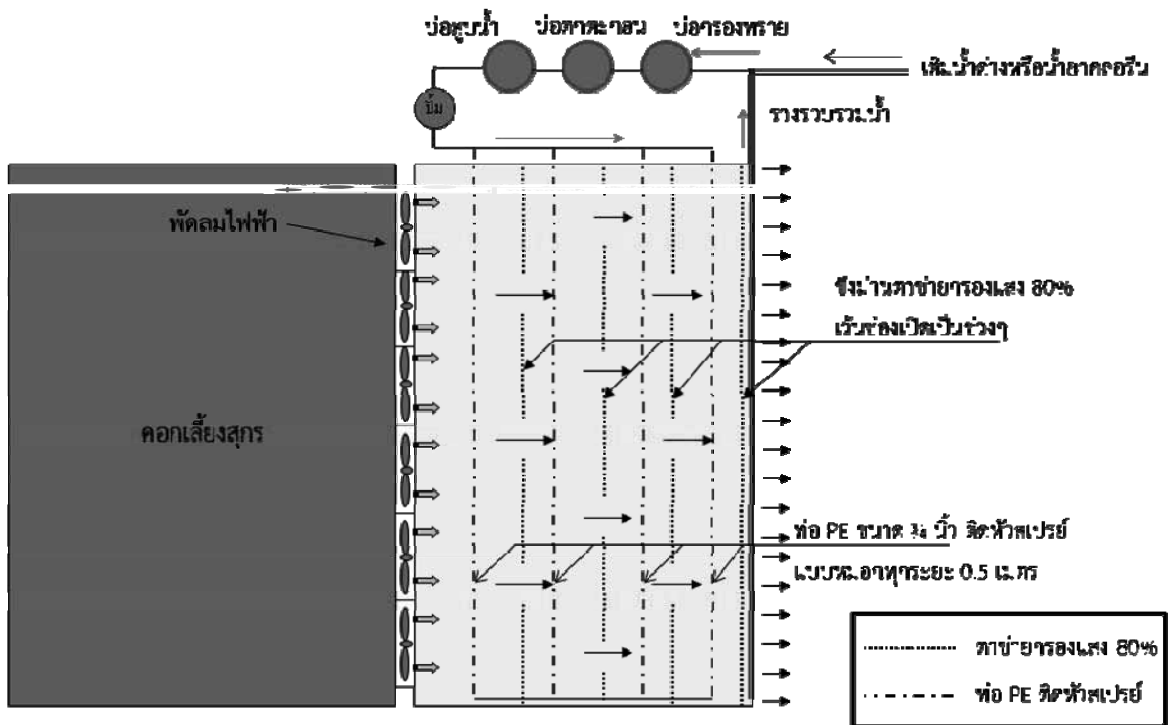 บ่อสูบน้ำ บ่อตกตะกอน บ่อกรองทราย
เติมน้ำด่างหรือน้ำยาคลอรีน
ปั๊ม
รางรวบรวมน้ำ
พัดลมไฟฟ้า
ขึงม่านตาข่ายกรองแสง 80%
เว้นช่องเปิดเป็นช่วงๆ
คอกเลี้ยงสุกร
ท่อ PE ขนาด ¾ นิ้ว ติดหัวสเปรย์
แบบหมอกทุกระยะ 0.5 เมตร
ตาข่ายกรองแสง 80%
ท่อ PE ติดหัวสเปรย์